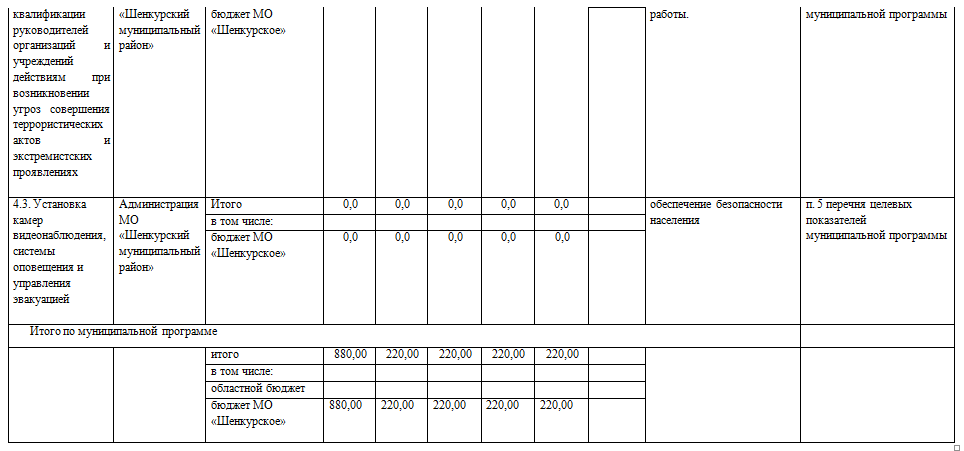 квалификации
руководителей
организаций и
учреждений
действиям при
возникновении
угроз совершения
террористических
актов и
экстремистских
проявлениях
«Шенкурский
муниципальный
район»
бюджет МО
«Шенкурское»
работы.
муниципальной программы
4.3. Установка
камер
видеонаблюдения,
системы
оповещения и
управления
эвакуацией
Администрация
МО
«Шенкурский
муниципальный
район»
Итого 0,0 0,0 0,0 0,0 0,0
в том числе:
бюджет МО 0,0 0,0 0,0 0,0 0,0
«Шенкурское»
обеспечение безопасности
населения
п. 5 перечня целевых
показателей
муниципальной программы
Итого по муниципальной программе
итого 880,00 220,00 220,00 220,00 220,00
в том числе:
областной бюджет
бюджет МО 880,00 220,00 220,00 220,00 220,00
«Шенкурское»